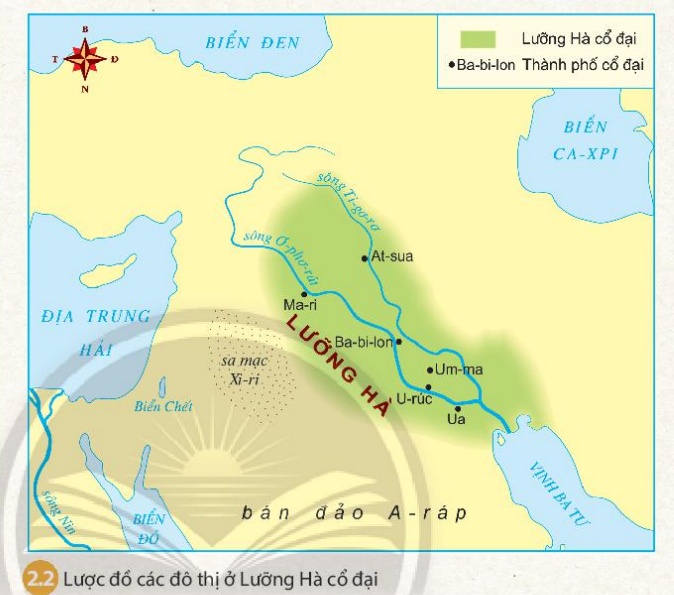 B
T
Đ
N
BIỂN ĐEN
Lưỡng Hà cổ đại
Ba-bi-lon Thành phố cổ đại
BIỂN
CA-XPI
sông Ti-gơ-rơ
sông Ơ-phơ-rát
At-sua
Ma-ri
ĐỊA TRUNG
HẢI
LƯỠNG HÀ
Ba-bi-lon
sa mạc
Xi-ri
Um-ma
U-rúc
Ua
Biển Chết
VỊNH BA TƯ
sông Nin
BIỂN
ĐỎ
bán đảo A-ráp
2.2 Lược đồ các đô thị ở Lưỡng Hà cổ đại